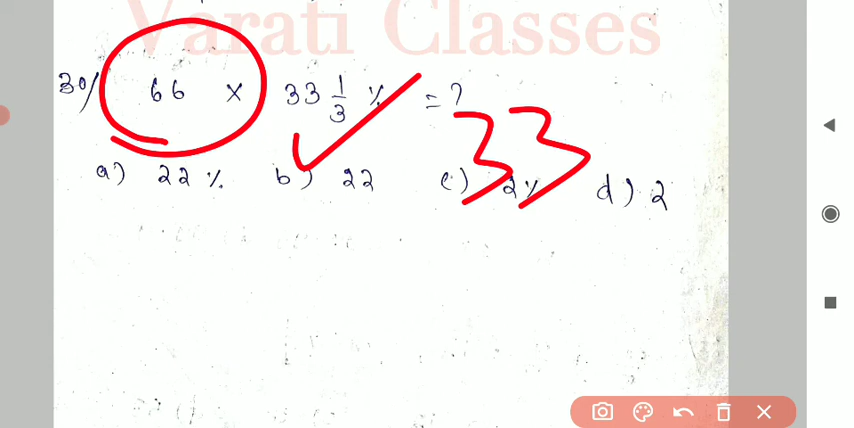 Varati Classes
30) 66 × 33 1/3 % = ?
33
a) 22 % b) 22 c) 2% d) 2